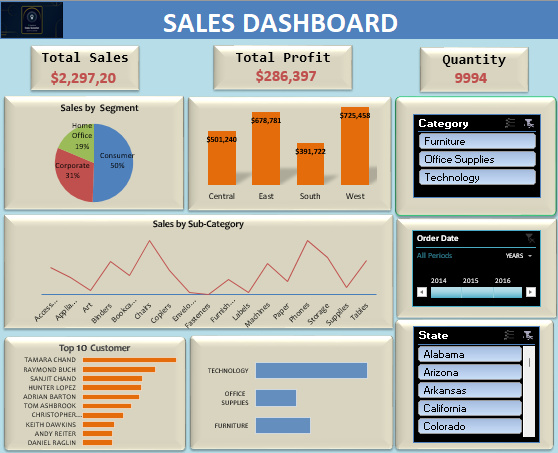 SALES DASHBOARD
Total Sales
$2,297,20
Total Profit
$286,397
Quantity
9994
Sales by Segment
Home
Office
19%
Consumer
50%
Corporate
31%
$501,240
$678,781
$391,722
$725,458
Central
East
South
West
Category
Furniture
Office Supplies
Technology
Sales by Sub-Category
Access...
Applia...
Art
Binders
Bookca...
Chairs
Copiers
Envelo...
Fasteners
Furnish...
Labels
Machines
Paper
Phones
Storage
Supplies
Tables
Order Date
All Periods
YEARS
2014 2015 2016
Top 10 Customer
TAMARA CHAND
RAYMOND BUCH
SANJIT CHAND
HUNTER LOPEZ
ADRIAN BARTON
TOM ASHBROOK
CHRISTOPHER...
KEITH DAWKINS
ANDY REITER
DANIEL RAGLIN
TECHNOLOGY
OFFICE
SUPPLIES
FURNITURE
State
Alabama
Arizona
Arkansas
California
Colorado